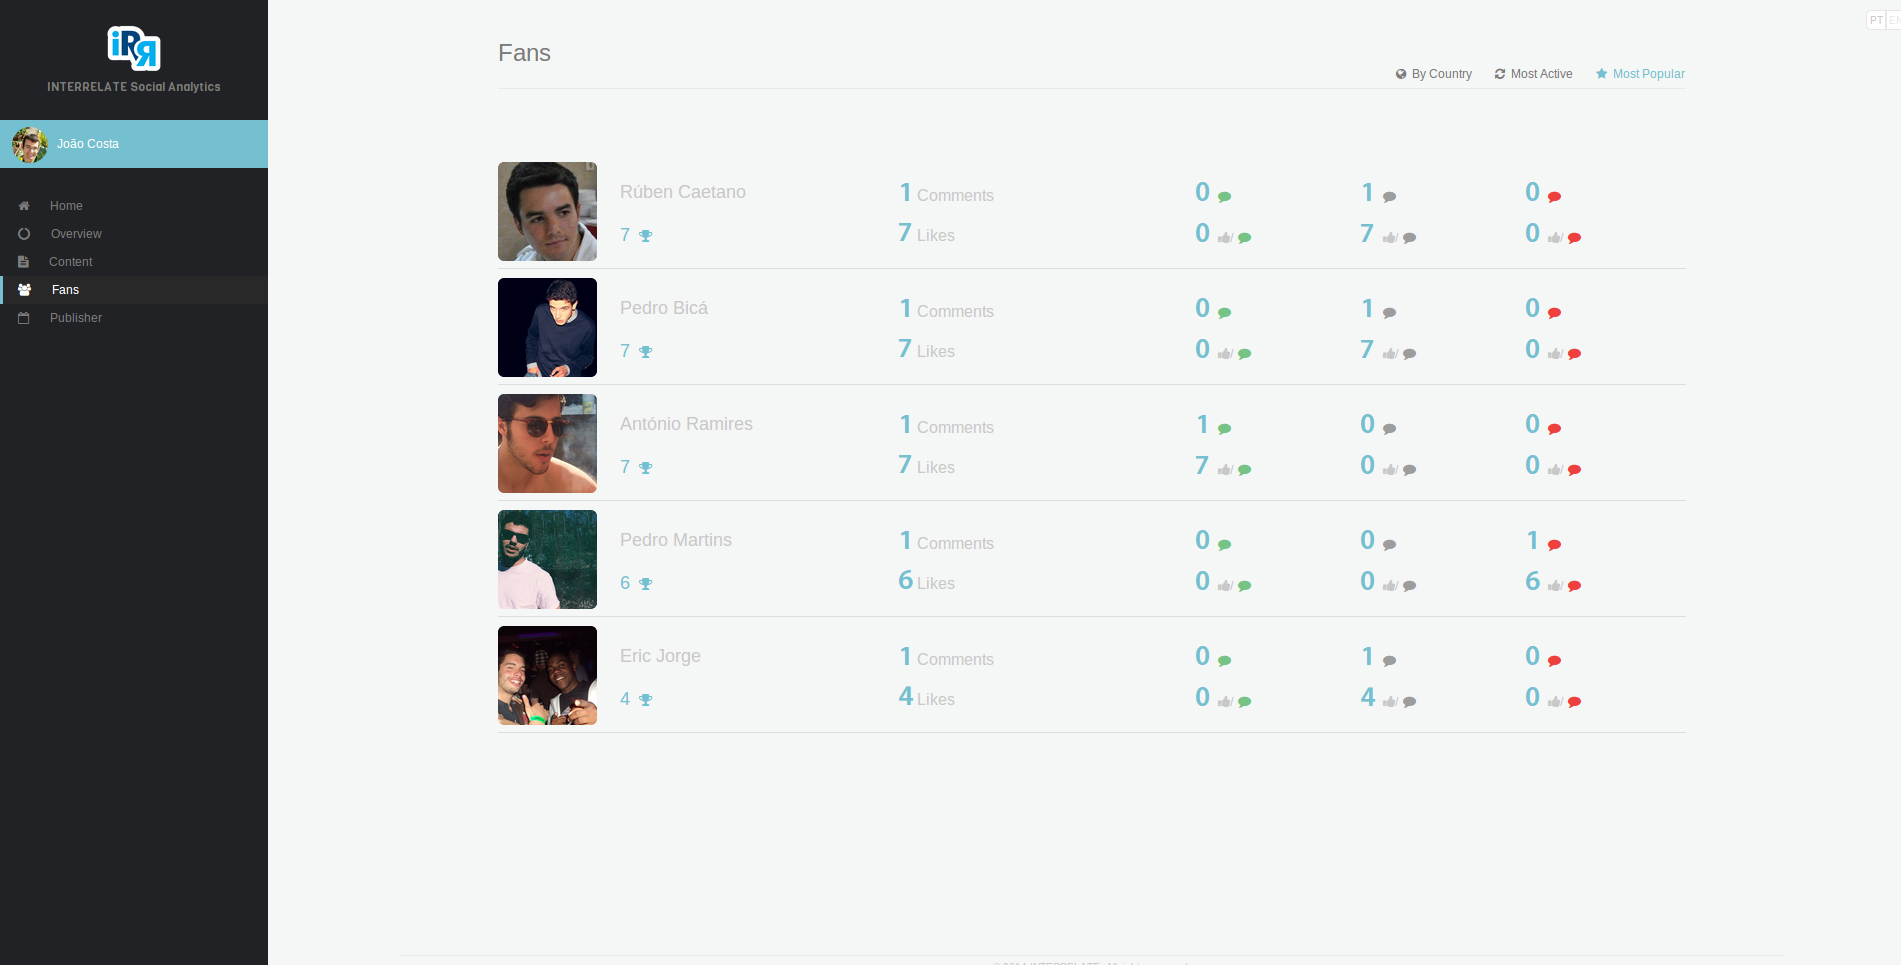 iRR
INTERRELATE Social Analytics
João Costa
Home
Overview
Content
Fans
Publisher
PT EN
Fans
By Country Most Active Most Popular
Rúben Caetano 1 Comments 0 1 0
7 7 Likes 0 / 7 / 0 /
Pedro Bicá 1 Comments 0 1 0
7 7 Likes 0 / 7 / 0 /
António Ramires 1 Comments 1 0 0
7 7 Likes 7 / 0 / 0 /
Pedro Martins 1 Comments 0 0 1
6 6 Likes 0 / 0 / 6 /
Eric Jorge 1 Comments 0 1 0
4 4 Likes 0 / 4 / 0 /